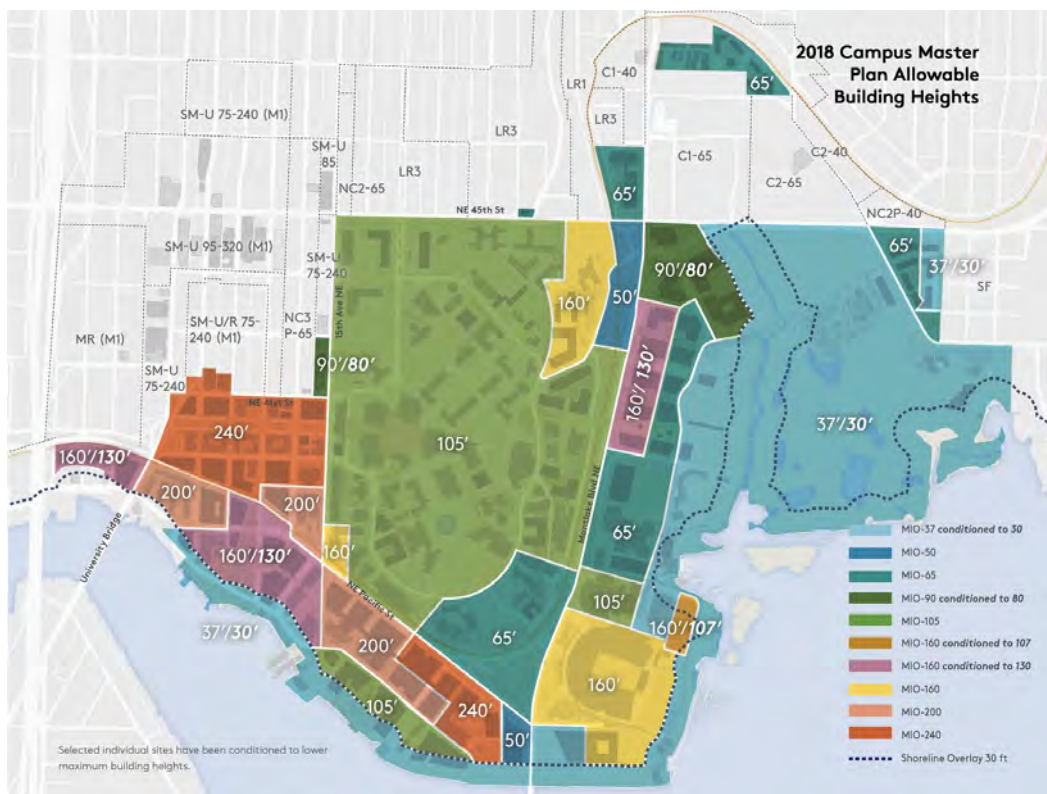 2018 Campus Master
Plan Allowable
Building Heights
65'
C1-40
LR1
SM-U 75-240 (M1)
LR3
LR3
SM-U
85
LR3
C1-65
C2-40
NC2-65
65'
C2-65
NE 45th St
NC2P-40
SM-U 95-320 (M1)
SM-U
75-240
65'
90'/80'
37'/30'
50'
SF
160'
15th Ave NE
SM-U/R 75-
240 (M1)
NC3
P-65
MR (M1)
SM-U
75-240
90'/80'
160'/130'
NE 41st St
240'
105'
37'/30'
160'/130'
200'
200'
Montlake Blvd NE
University Bridge
160'/130'
160'
65'
NE Pacific St
105'
37'/30'
200'
65'
160'/107'
160'
105'
240'
50'
MIO-37 conditioned to 30
MIO-50
MIO-65
MIO-90 conditioned to 80
MIO-105
MIO-160 conditioned to 107
MIO-160 conditioned to 130
MIO-160
MIO-200
MIO-240
Shoreline Overlay 30 ft
Selected individual sites have been conditioned to lower
maximum building heights.